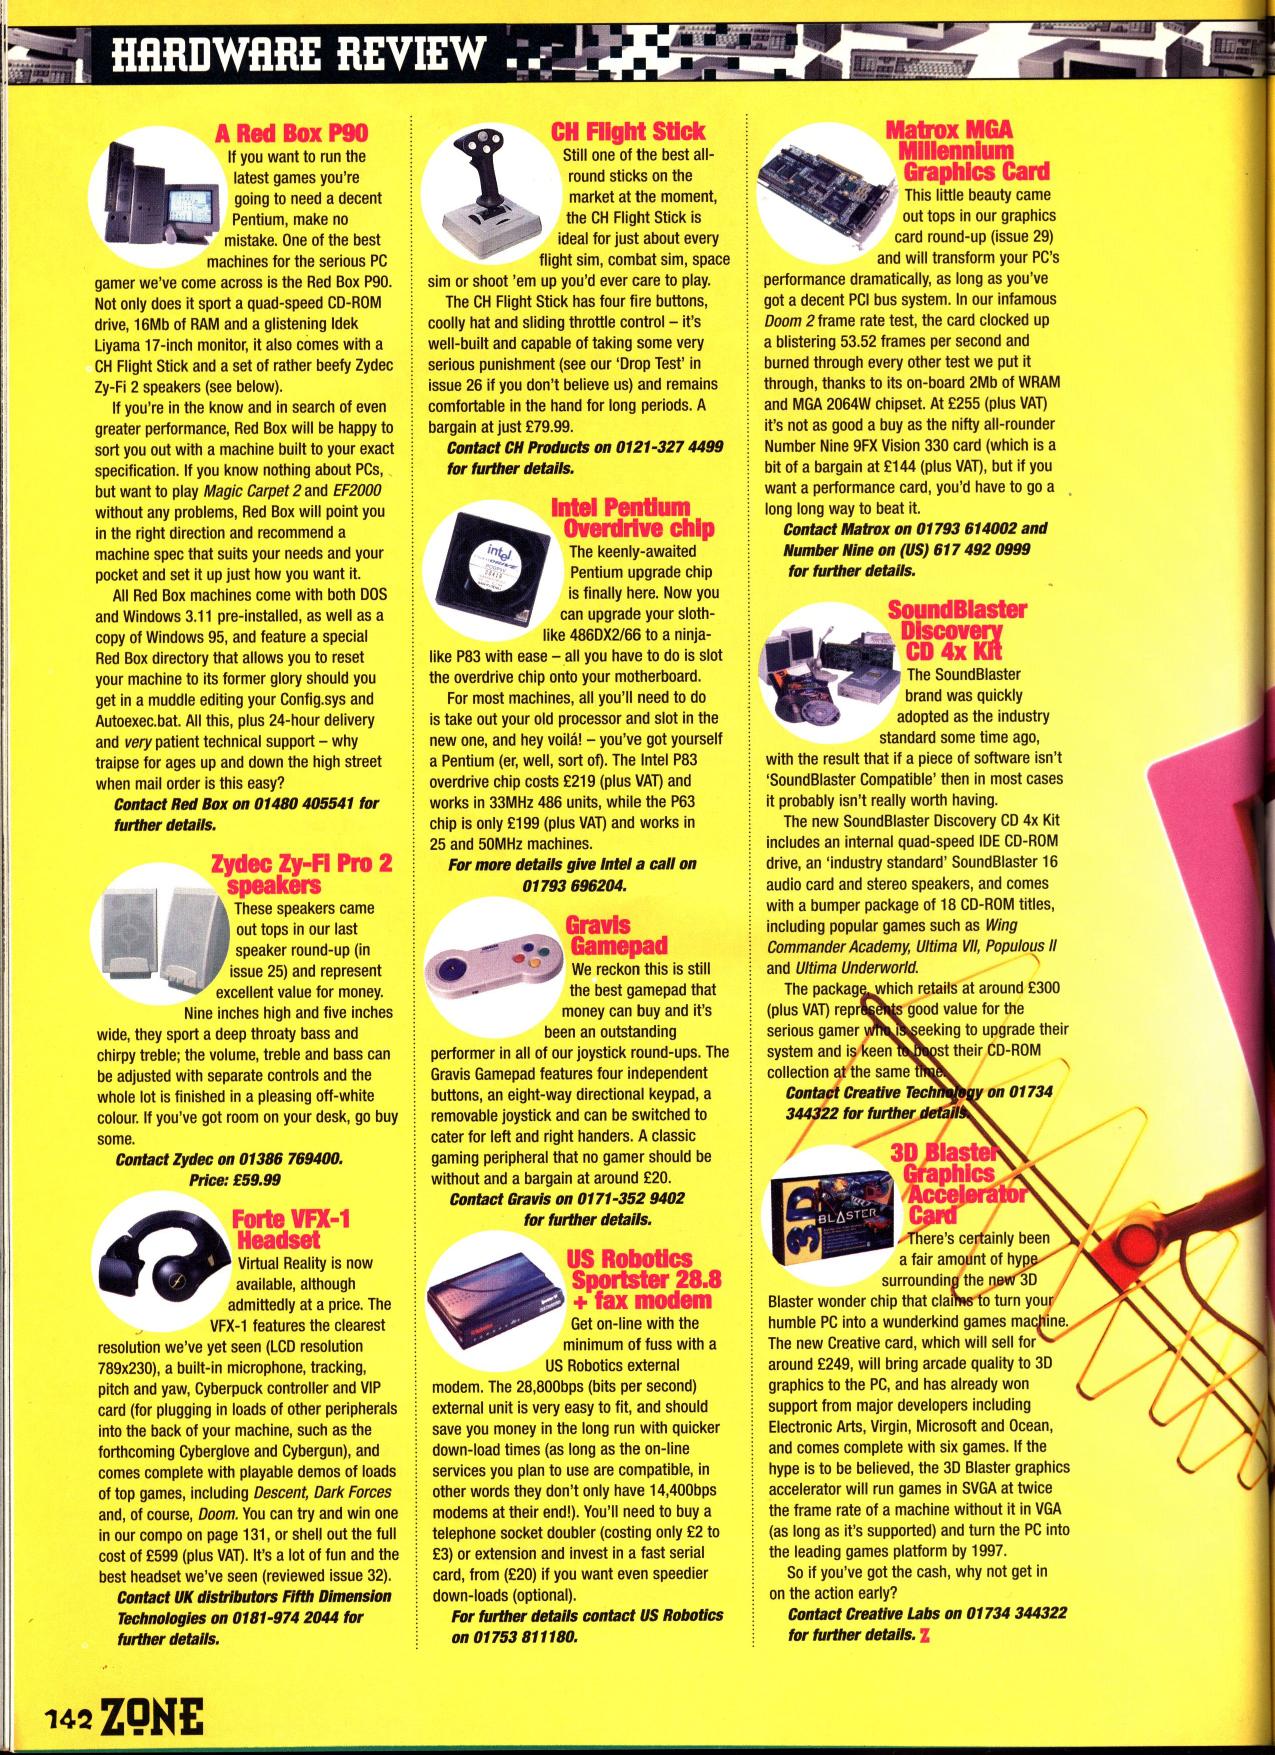 HARDWARE REVIEW
A Red Box P90
If you want to run the
latest games you're
going to need a decent
Pentium, make no
mistake. One of the best
machines for the serious PC
gamer we've come across is the Red Box P90.
Not only does it sport a quad-speed CD-ROM
drive, 16Mb of RAM and a glistening Idek
Liyama 17-inch monitor, it also comes with a
CH Flight Stick and a set of rather beefy Zydec
Zy-Fi 2 speakers (see below).
If you're in the know and in search of even
greater performance, Red Box will be happy to
sort you out with a machine built to your exact
specification. If you know nothing about PCs,
but want to play Magic Carpet 2 and EF2000
without any problems, Red Box will point you
in the right direction and recommend a
machine spec that suits your needs and your
pocket and set it up just how you want it.
All Red Box machines come with both DOS
and Windows 3.11 pre-installed, as well as a
copy of Windows 95, and feature a special
Red Box directory that allows you to reset
your machine to its former glory should you
get in a muddle editing your Config.sys and
Autoexec.bat. All this, plus 24-hour delivery
and very patient technical support – why
traipse for ages up and down the high street
when mail order is this easy?
Contact Red Box on 01480 405541 for
further details.
Zydec Zy-Fi Pro 2
speakers
These speakers came
out tops in our last
speaker round-up (in
issue 25) and represent
excellent value for money.
Nine inches high and five inches
wide, they sport a deep throaty bass and
chirpy treble; the volume, treble and bass can
be adjusted with separate controls and the
whole lot is finished in a pleasing off-white
colour. If you've got room on your desk, go buy
some.
Contact Zydec on 01386 769400.
Price: £59.99
Forte VFX-1
Headset
Virtual Reality is now
available, although
admittedly at a price. The
VFX-1 features the clearest
resolution we've yet seen (LCD resolution
789x230), a built-in microphone, tracking,
pitch and yaw, Cyberpuck controller and VIP
card (for plugging in loads of other peripherals
into the back of your machine, such as the
forthcoming Cyberglove and Cybergun), and
comes complete with playable demos of loads
of top games, including Descent, Dark Forces
and, of course, Doom. You can try and win one
in our compo on page 131, or shell out the full
cost of £599 (plus VAT). It's a lot of fun and the
best headset we've seen (reviewed issue 32).
Contact UK distributors Fifth Dimension
Technologies on 0181-974 2044 for
further details.
CH Flight Stick
Still one of the best all-
round sticks on the
market at the moment,
the CH Flight Stick is
ideal for just about every
flight sim, combat sim, space
sim or shoot 'em up you'd ever care to play.
The CH Flight Stick has four fire buttons,
coolly hat and sliding throttle control – it's
well-built and capable of taking some very
serious punishment (see our 'Drop Test' in
issue 26 if you don't believe us) and remains
comfortable in the hand for long periods. A
bargain at just £79.99.
Contact CH Products on 0121-327 4499
for further details.
Intel Pentium
Overdrive chip
intel
The keenly-awaited
Pentium upgrade chip
is finally here. Now you
can upgrade your sloth-
like 486DX2/66 to a ninja-
like P83 with ease – all you have to do is slot
the overdrive chip onto your motherboard.
For most machines, all you'll need to do
is take out your old processor and slot in the
new one, and hey voilá! – you've got yourself
a Pentium (er, well, sort of). The Intel P83
overdrive chip costs £219 (plus VAT) and
works in 33MHz 486 units, while the P63
chip is only £199 (plus VAT) and works in
25 and 50MHz machines.
For more details give Intel a call on
01793 696204.
Gravis
Gamepad
We reckon this is still
the best gamepad that
money can buy and it's
been an outstanding
performer in all of our joystick round-ups. The
Gravis Gamepad features four independent
buttons, an eight-way directional keypad, a
removable joystick and can be switched to
cater for left and right handers. A classic
gaming peripheral that no gamer should be
without and a bargain at around £20.
Contact Gravis on 0171-352 9402
for further details.
US Robotics
Sportster 28.8
+ fax modem
Get on-line with the
minimum of fuss with a
US Robotics external
modem. The 28,800bps (bits per second)
external unit is very easy to fit, and should
save you money in the long run with quicker
down-load times (as long as the on-line
services you plan to use are compatible, in
other words they don't only have 14,400bps
modems at their end!). You'll need to buy a
telephone socket doubler (costing only £2 to
£3) or extension and invest in a fast serial
card, from (£20) if you want even speedier
down-loads (optional).
For further details contact US Robotics
on 01753 811180.
Matrox MGA
Millennium
Graphics Card
This little beauty came
out tops in our graphics
card round-up (issue 29)
and will transform your PC's
performance dramatically, as long as you've
got a decent PCI bus system. In our infamous
Doom 2 frame rate test, the card clocked up
a blistering 53.52 frames per second and
burned through every other test we put it
through, thanks to its on-board 2Mb of WRAM
and MGA 2064W chipset. At £255 (plus VAT)
it's not as good a buy as the nifty all-rounder
Number Nine 9FX Vision 330 card (which is a
bit of a bargain at £144 (plus VAT), but if you
want a performance card, you'd have to go a
long long way to beat it.
Contact Matrox on 01793 614002 and
Number Nine on (US) 617 492 0999
for further details.
SoundBlaster
Discovery
CD 4x Kit
The SoundBlaster
brand was quickly
adopted as the industry
standard some time ago,
with the result that if a piece of software isn't
'SoundBlaster Compatible' then in most cases
it probably isn't really worth having.
The new SoundBlaster Discovery CD 4x Kit
includes an internal quad-speed IDE CD-ROM
drive, an 'industry standard' SoundBlaster 16
audio card and stereo speakers, and comes
with a bumper package of 18 CD-ROM titles,
including popular games such as Wing
Commander Academy, Ultima VII, Populous II
and Ultima Underworld.
The package, which retails at around £300
(plus VAT) represents good value for the
serious gamer who is seeking to upgrade their
system and is keen to boost their CD-ROM
collection at the same time.
Contact Creative Technology on 01734
344322 for further details.
3D Blaster
Graphics
Accelerator
Card
3D
BLASTER
There's certainly been
a fair amount of hype
surrounding the new 3D
Blaster wonder chip that claims to turn your
humble PC into a wunderkind games machine.
The new Creative card, which will sell for
around £249, will bring arcade quality to 3D
graphics to the PC, and has already won
support from major developers including
Electronic Arts, Virgin, Microsoft and Ocean,
and comes complete with six games. If the
hype is to be believed, the 3D Blaster graphics
accelerator will run games in SVGA at twice
the frame rate of a machine without it in VGA
(as long as it's supported) and turn the PC into
the leading games platform by 1997.
So if you've got the cash, why not get in
on the action early?
Contact Creative Labs on 01734 344322
for further details. Z
142 ZONE